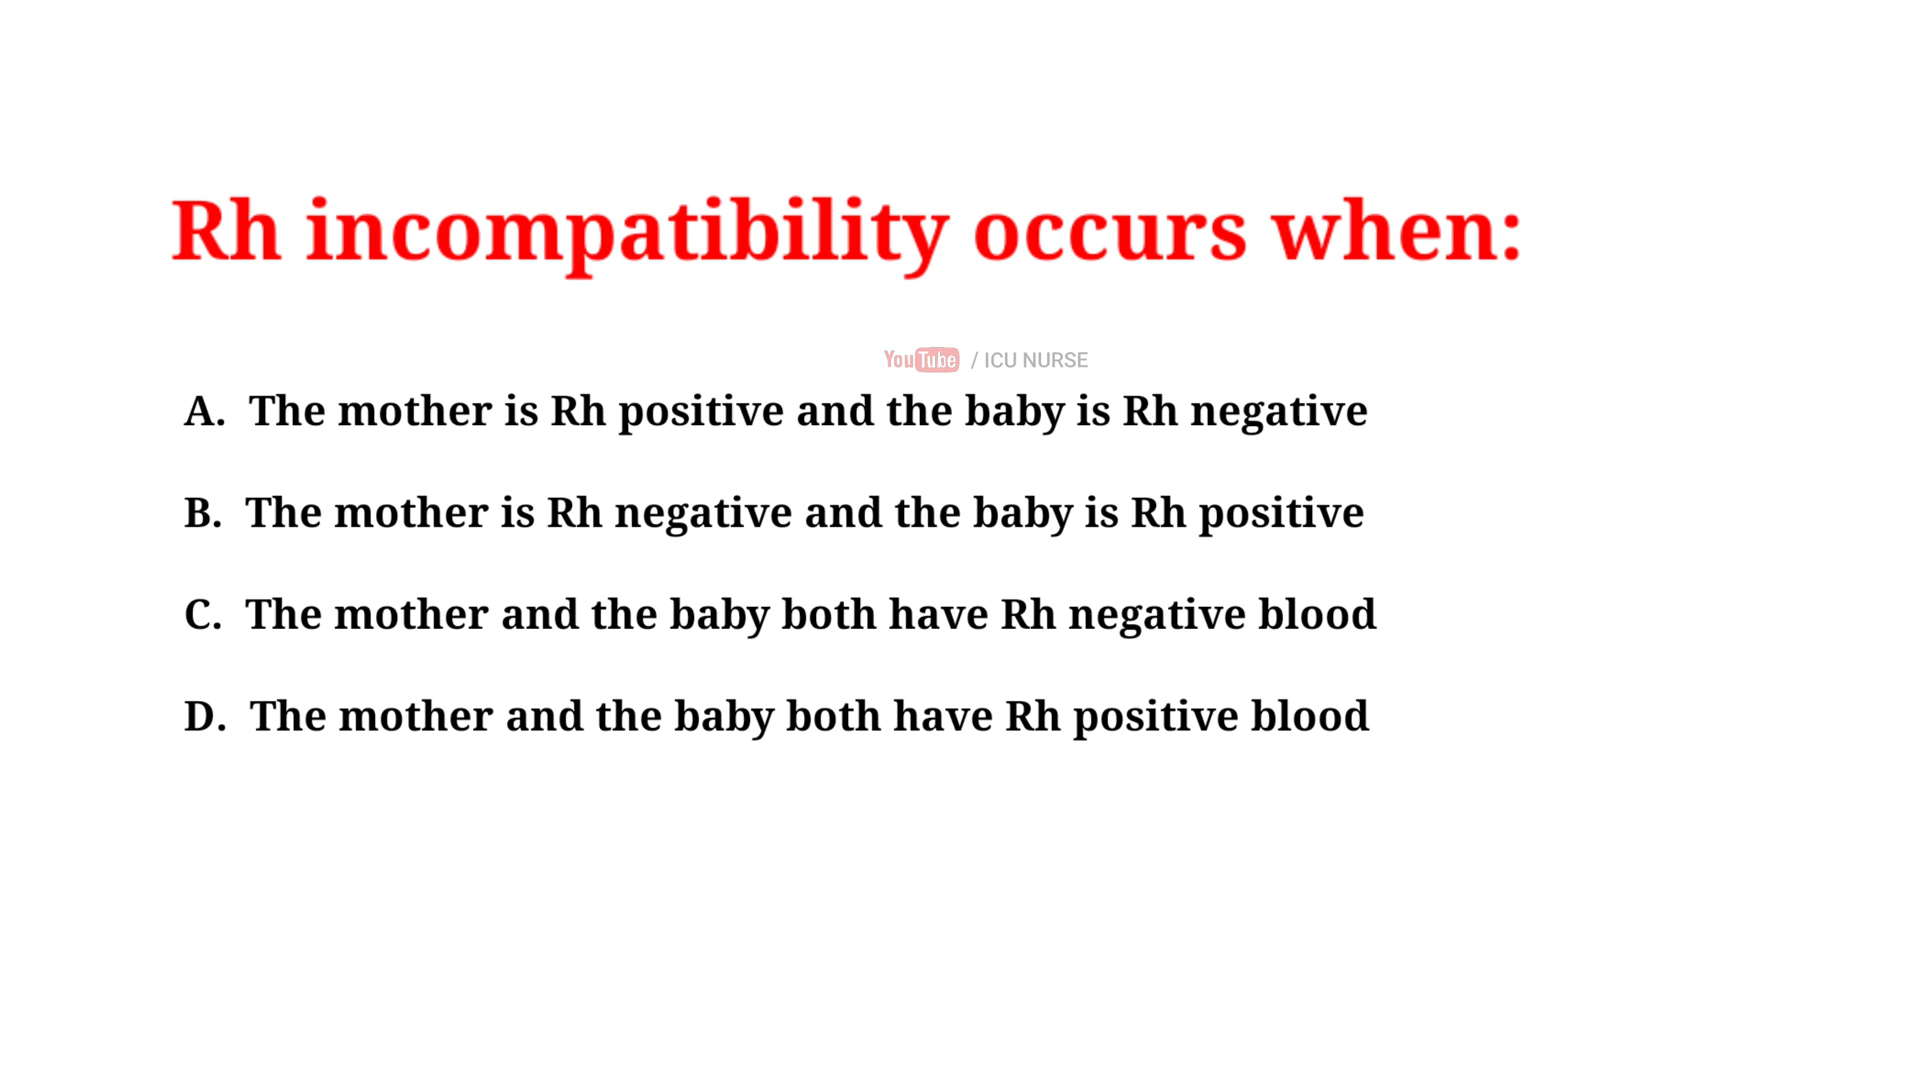 Rh incompatibility occurs when:
YouTube / ICU NURSE
A. The mother is Rh positive and the baby is Rh negative
B. The mother is Rh negative and the baby is Rh positive
C. The mother and the baby both have Rh negative blood
D. The mother and the baby both have Rh positive blood